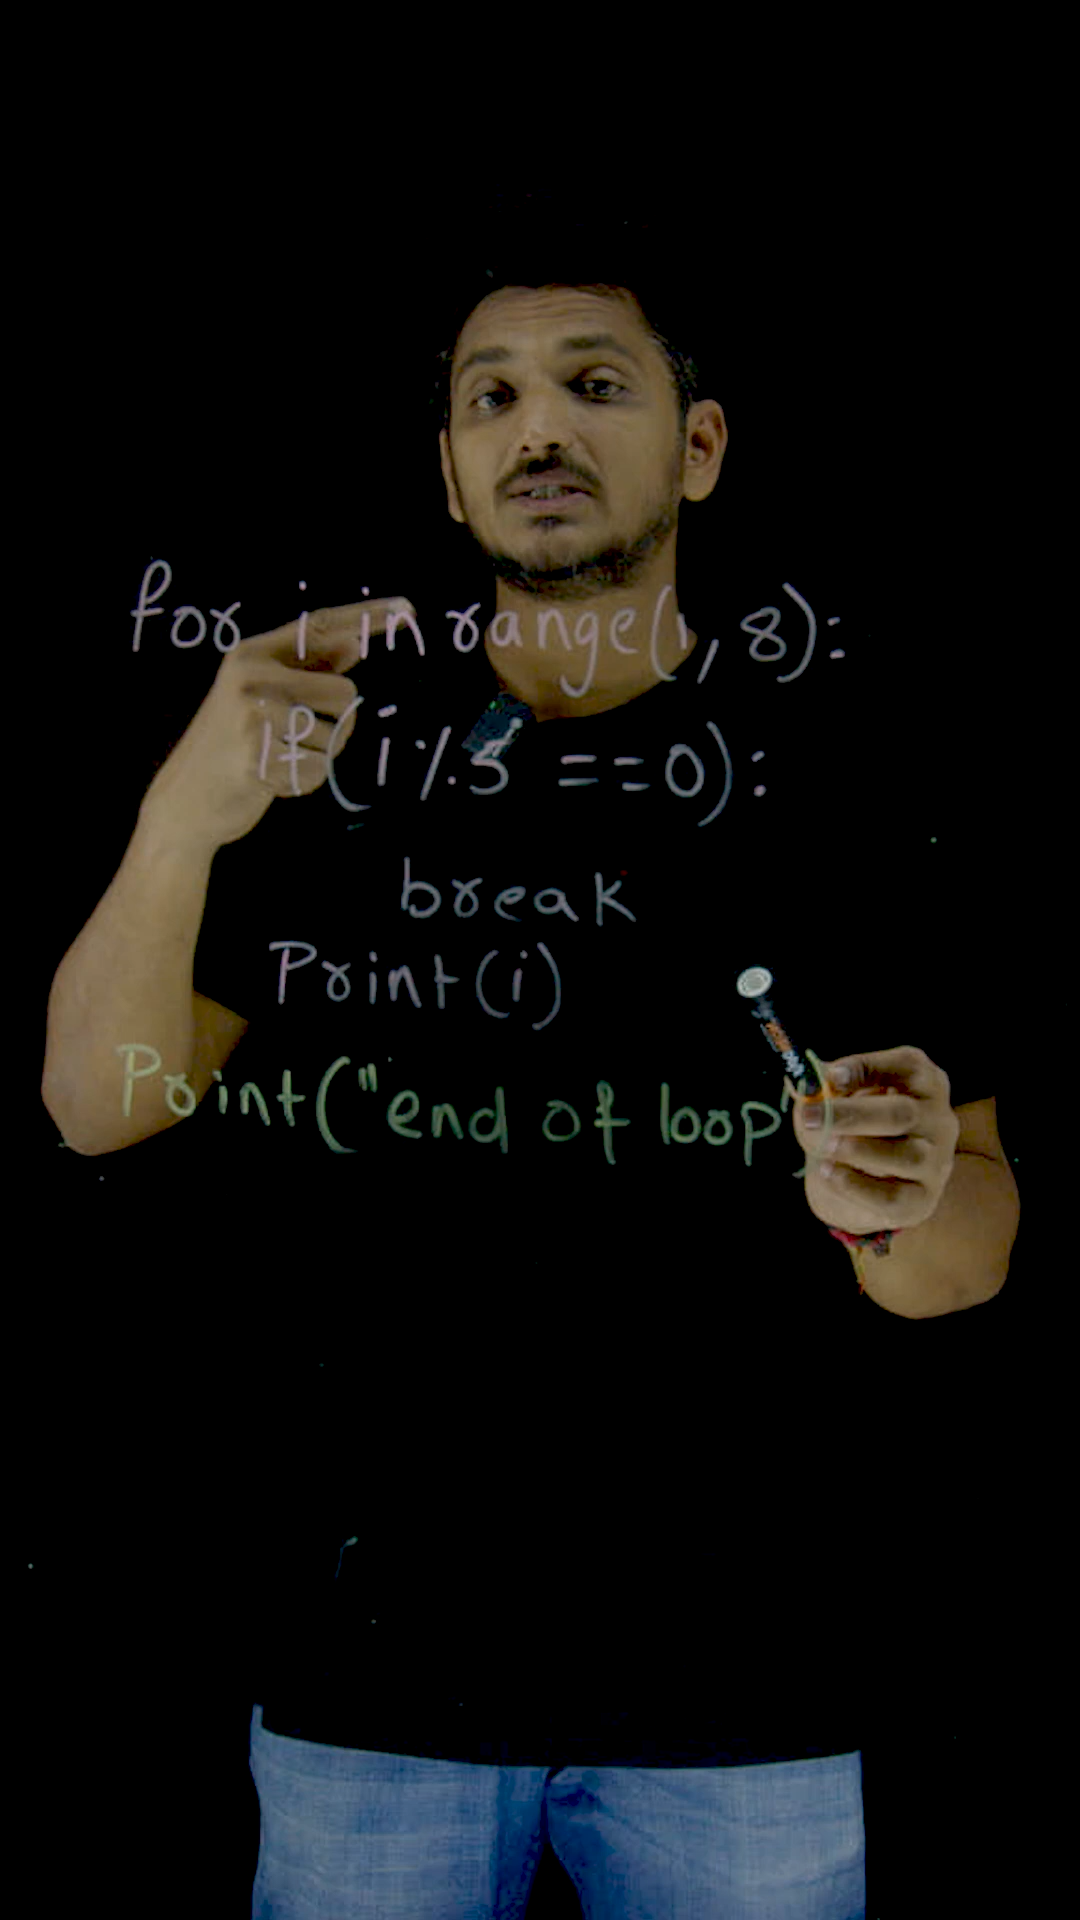 for i in range(1, 8):
if(i%5 ==0):
break
Print(i)
Print("end of loop")